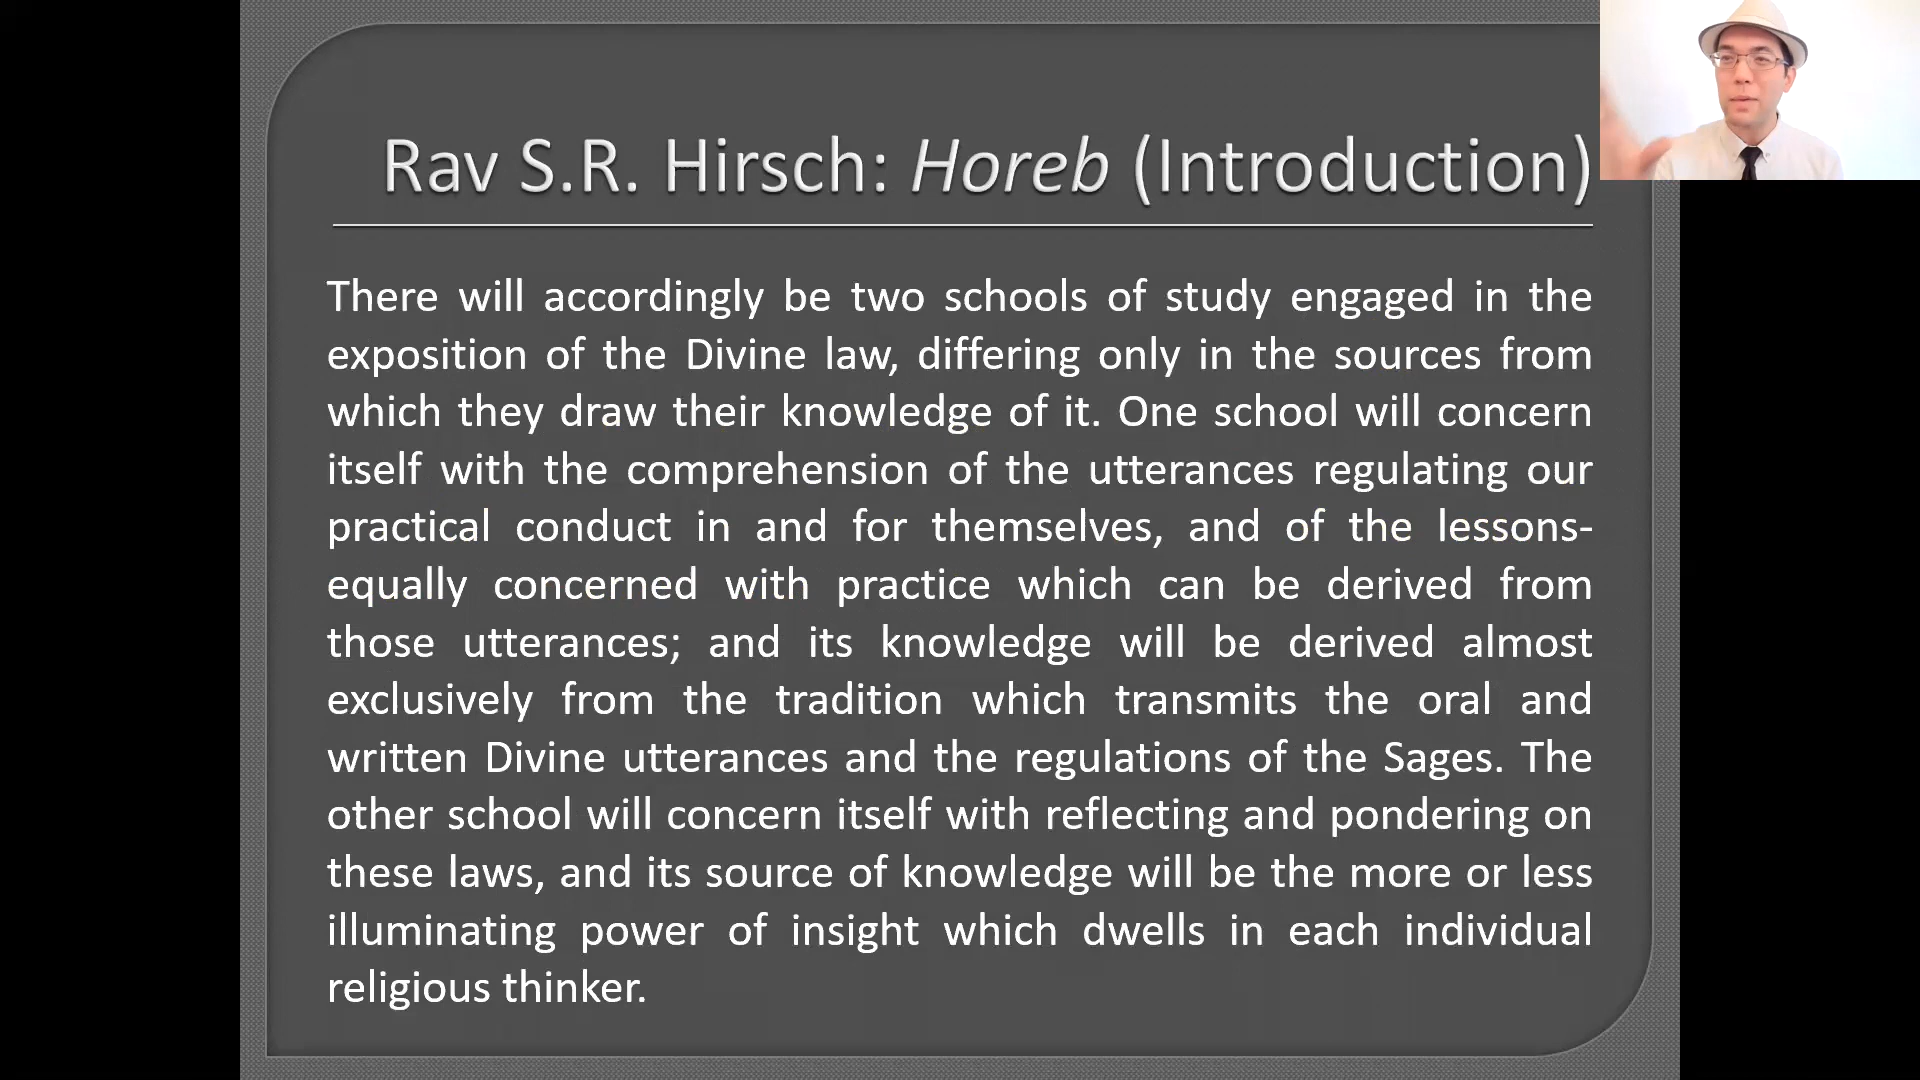 Rav S.R. Hirsch: Horeb (Introduction)
There will accordingly be two schools of study engaged in the
exposition of the Divine law, differing only in the sources from
which they draw their knowledge of it. One school will concern
itself with the comprehension of the utterances regulating our
practical conduct in and for themselves, and of the lessons-
equally concerned with practice which can be derived from
those utterances; and its knowledge will be derived almost
exclusively from the tradition which transmits the oral and
written Divine utterances and the regulations of the Sages. The
other school will concern itself with reflecting and pondering on
these laws, and its source of knowledge will be the more or less
illuminating power of insight which dwells in each individual
religious thinker.